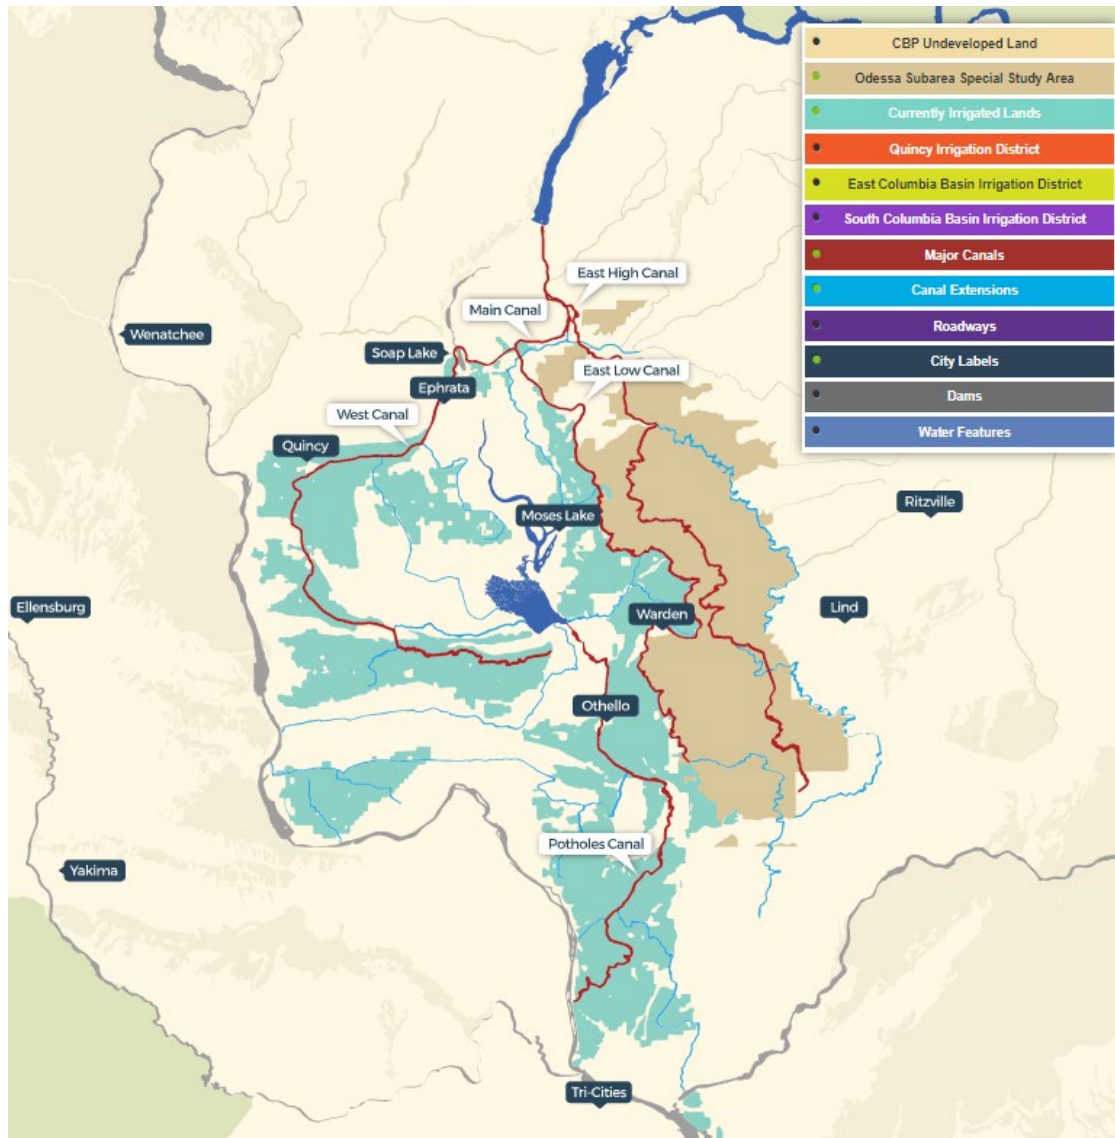 CBP Undeveloped Land
Odessa Subarea Special Study Area
Currently Irrigated Lands
Quincy Irrigation District
East Columbia Basin Irrigation District
South Columbia Basin Irrigation District
Major Canals
Canal Extensions
Roadways
City Labels
Dams
Water Features
East High Canal
Main Canal
Wenatchee
Soap Lake
East Low Canal
Ephrata
West Canal
Quincy
Ritzville
Moses Lake
Ellensburg
Warden
Lind
Othello
Potholes Canal
Yakima
Tri-Cities